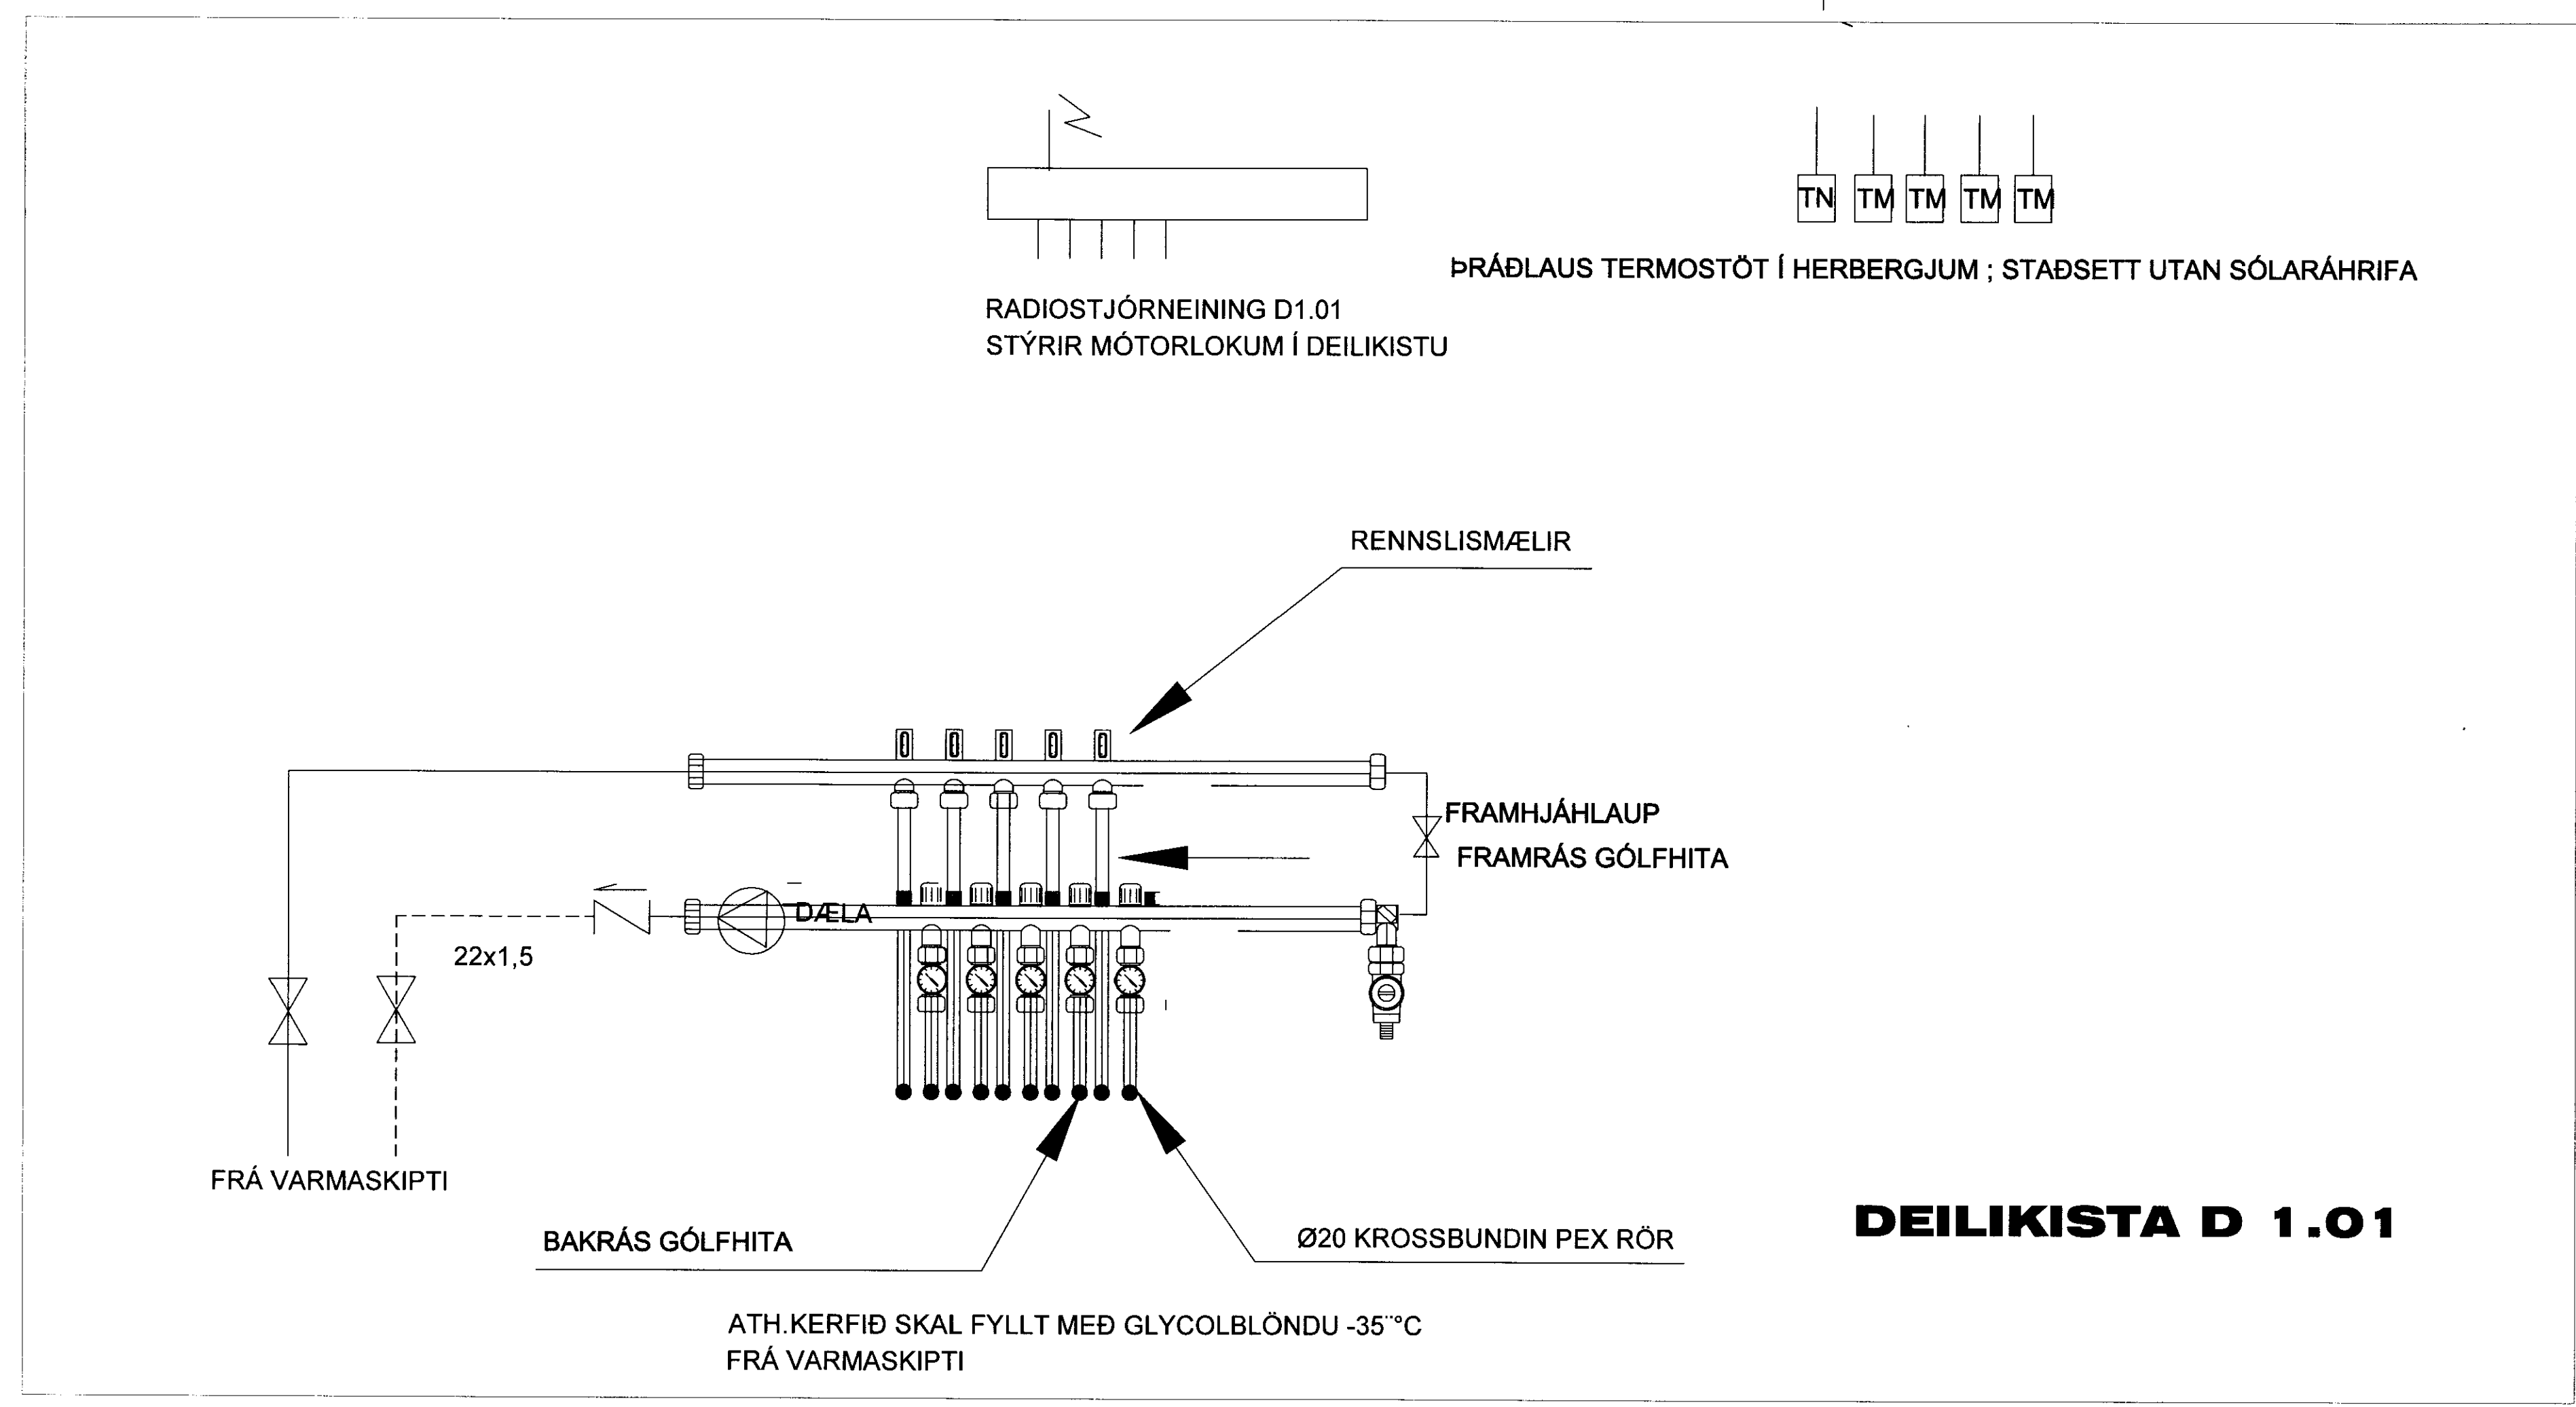 TN TM TM TM TM
ÞRÁÐLAUS TERMOSTÖT Í HERBERGJUM ; STAÐSETT UTAN SÓLARÁHRIFA
RADIOSTJÓRNEINING D1.01
STÝRIR MÓTORLOKUM Í DEILIKISTU
RENNSLISMÆLIR
FRAMHJÁHLAUP
FRAMRÁS GÓLFHITA
DÆLA
22x1,5
FRÁ VARMASKIPTI
BAKRÁS GÓLFHITA
Ø20 KROSSBUNDIN PEX RÖR
DEILIKISTA D 1.01
ATH.KERFIÐ SKAL FYLLT MEÐ GLYCOLBLÖNDU -35¨°C
FRÁ VARMASKIPTI